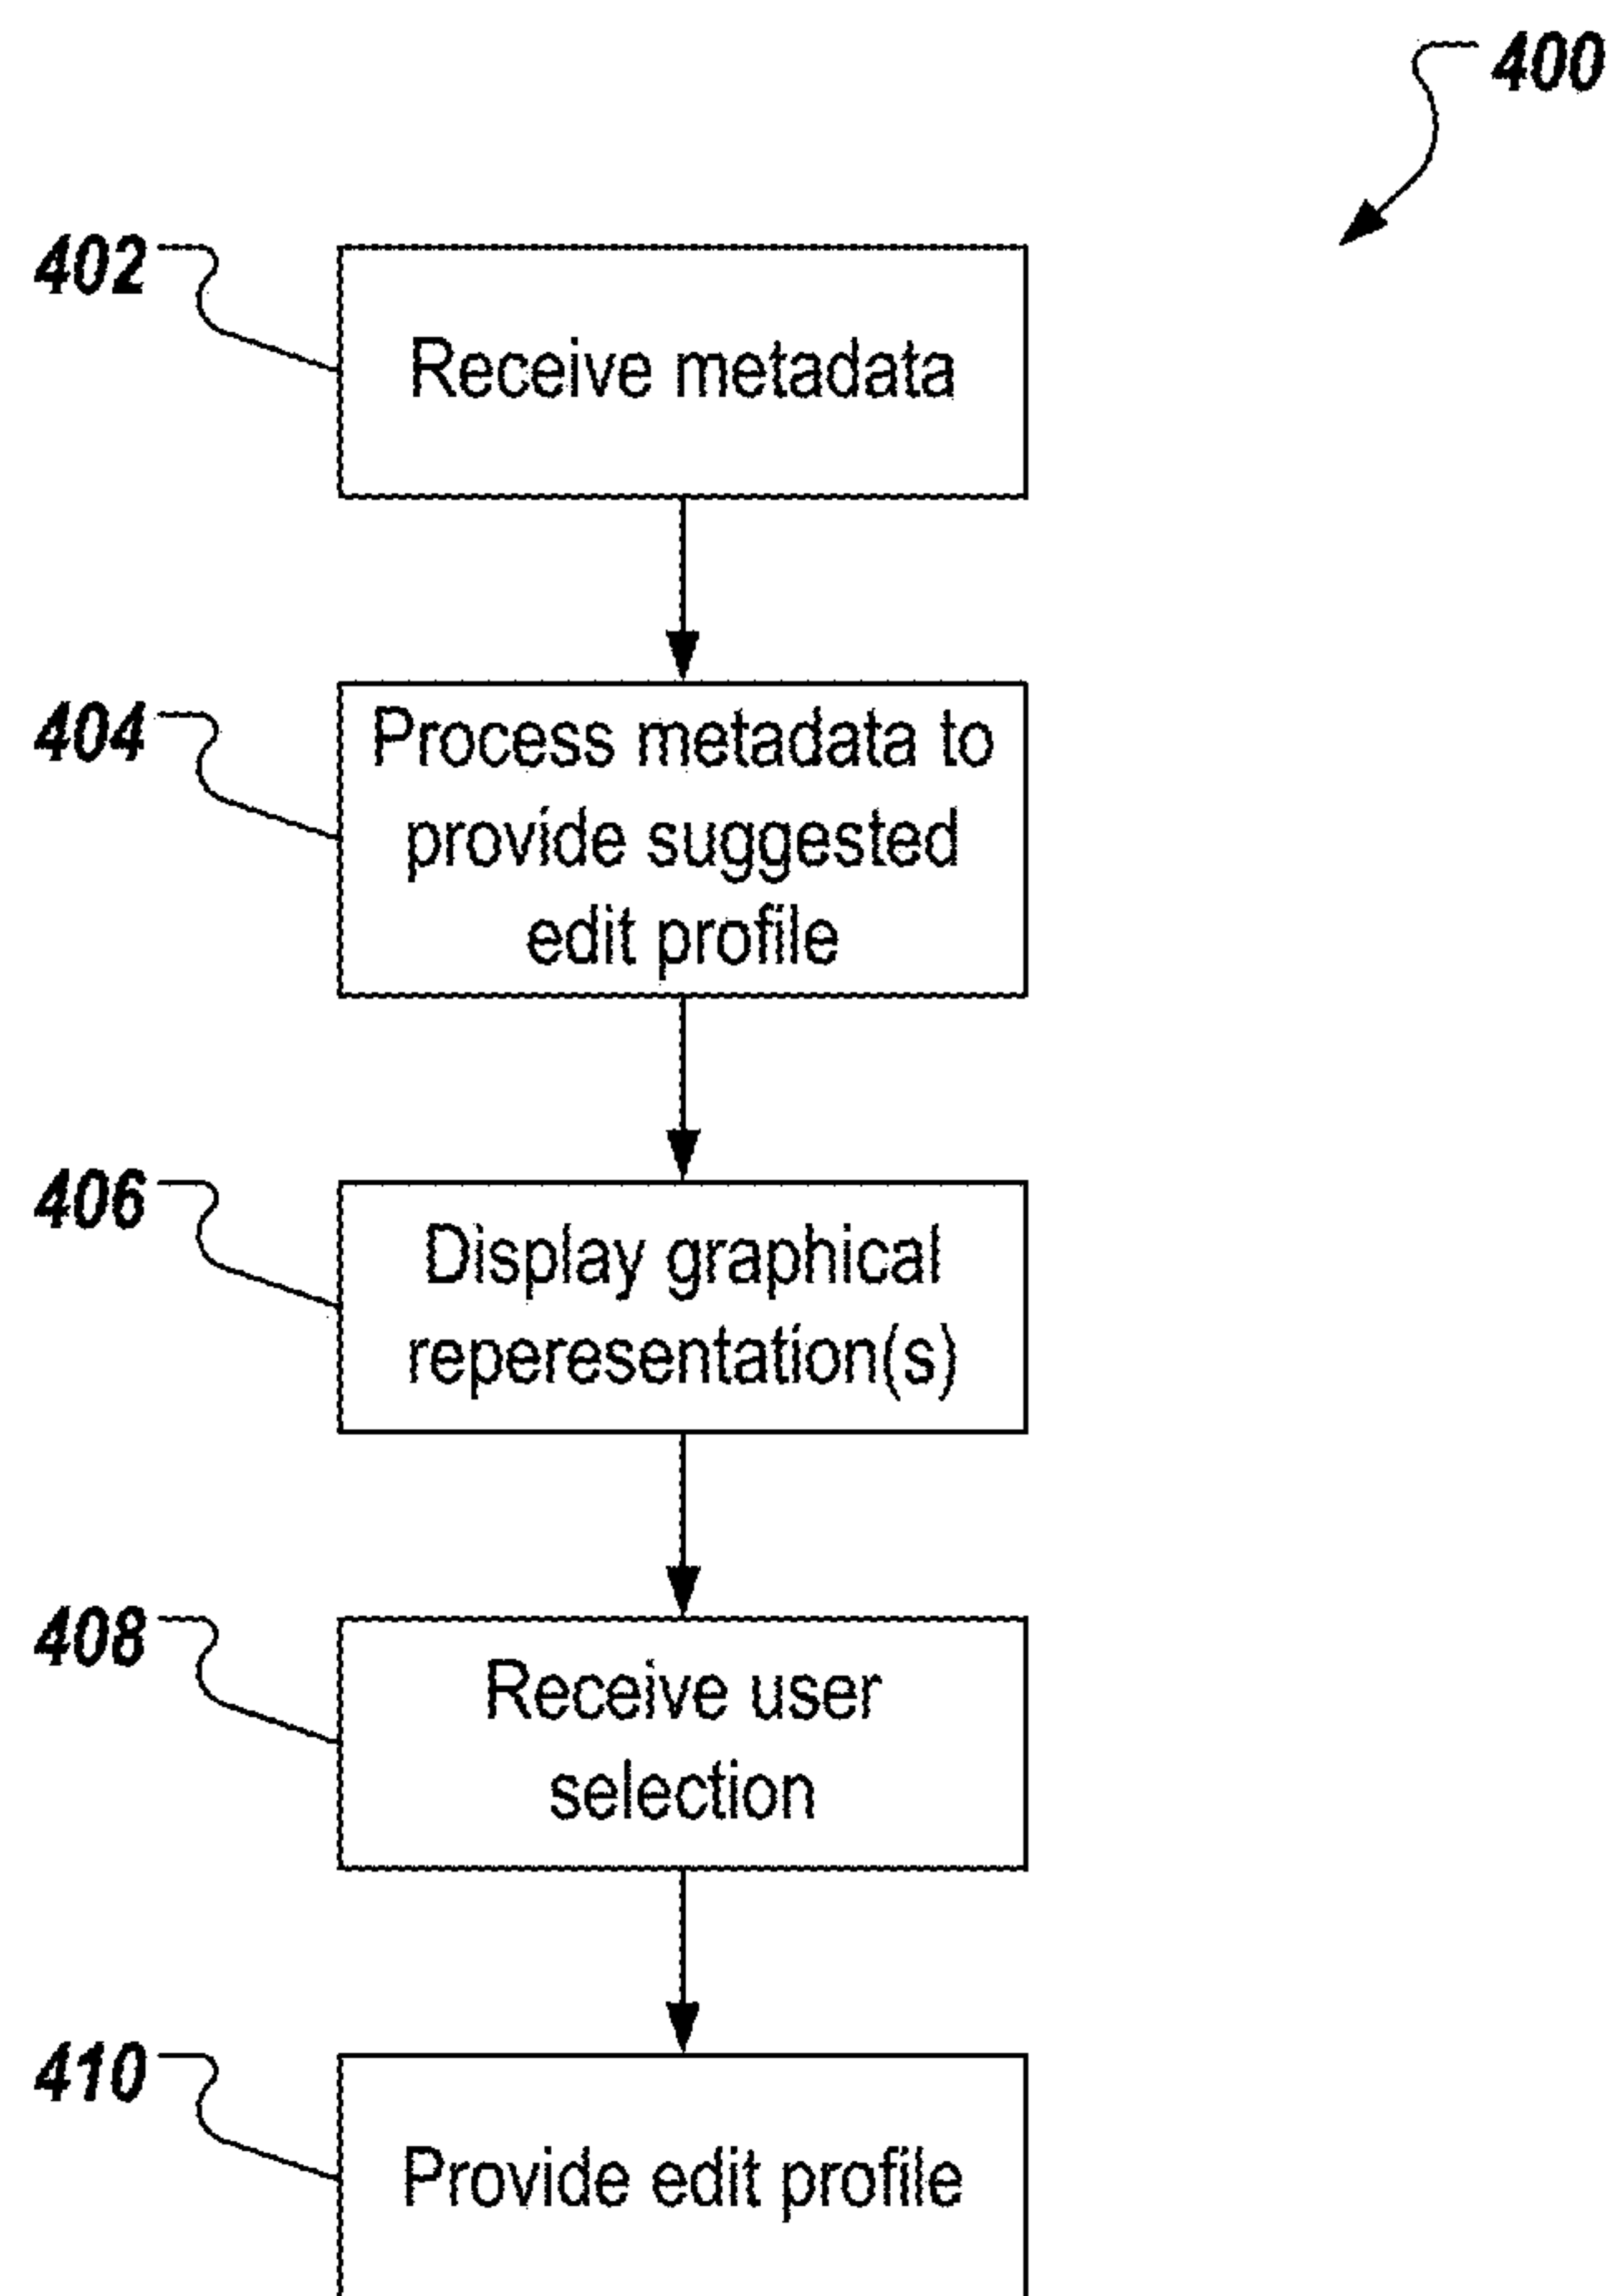 400
402
Receive metadata
404
Process metadata to
provide suggested
edit profile
406
Display graphical
reperesentation(s)
408
Receive user
selection
410
Provide edit profile